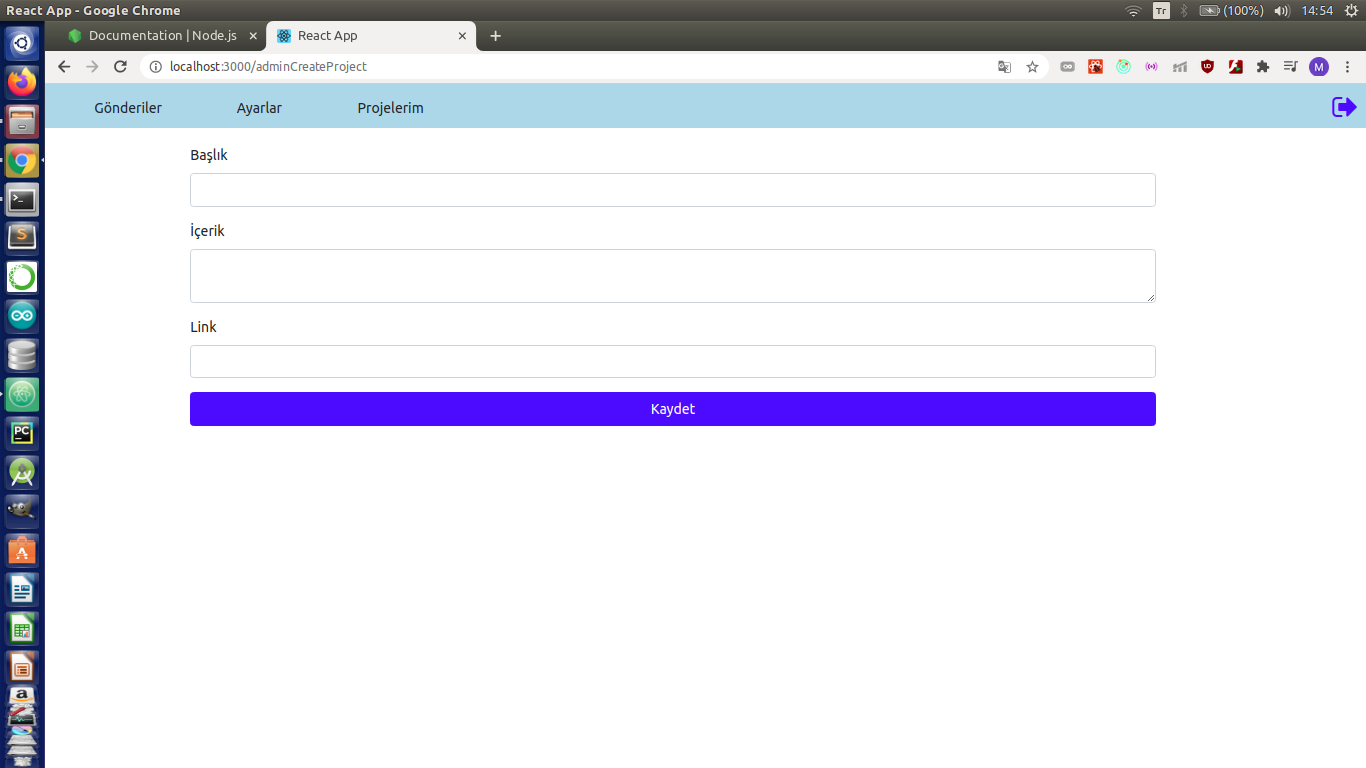 React App - Google Chrome
Tr
(100%)
14:54
Documentation | Node.js
React App
localhost:3000/adminCreateProject
M
Gönderiler
Ayarlar
Projelerim
Başlık
İçerik
Link
Kaydet
PC